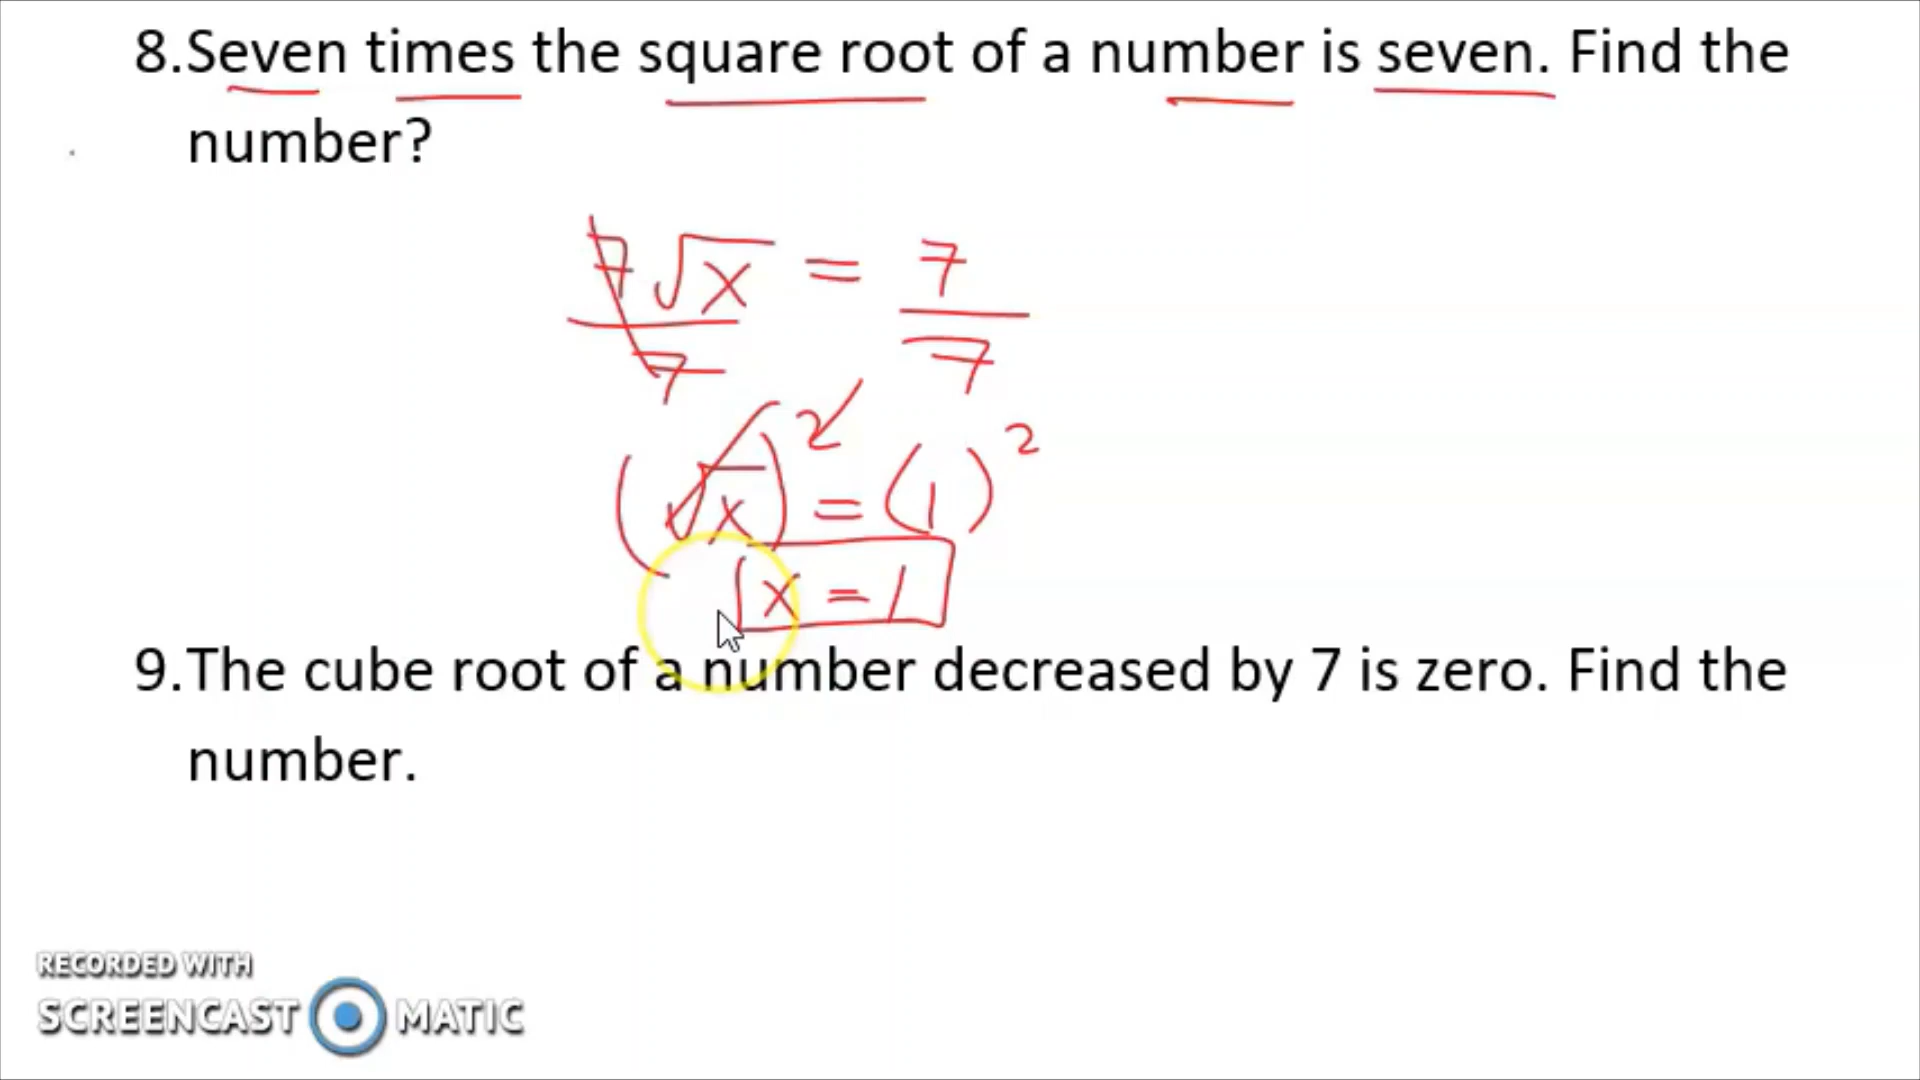 8.Seven times the square root of a number is seven. Find the
number?
7√x = 7
7 7
(√x)² = (1)²
x = 1
9.The cube root of a number decreased by 7 is zero. Find the
number.
RECORDED WITH
SCREENCAST MATIC